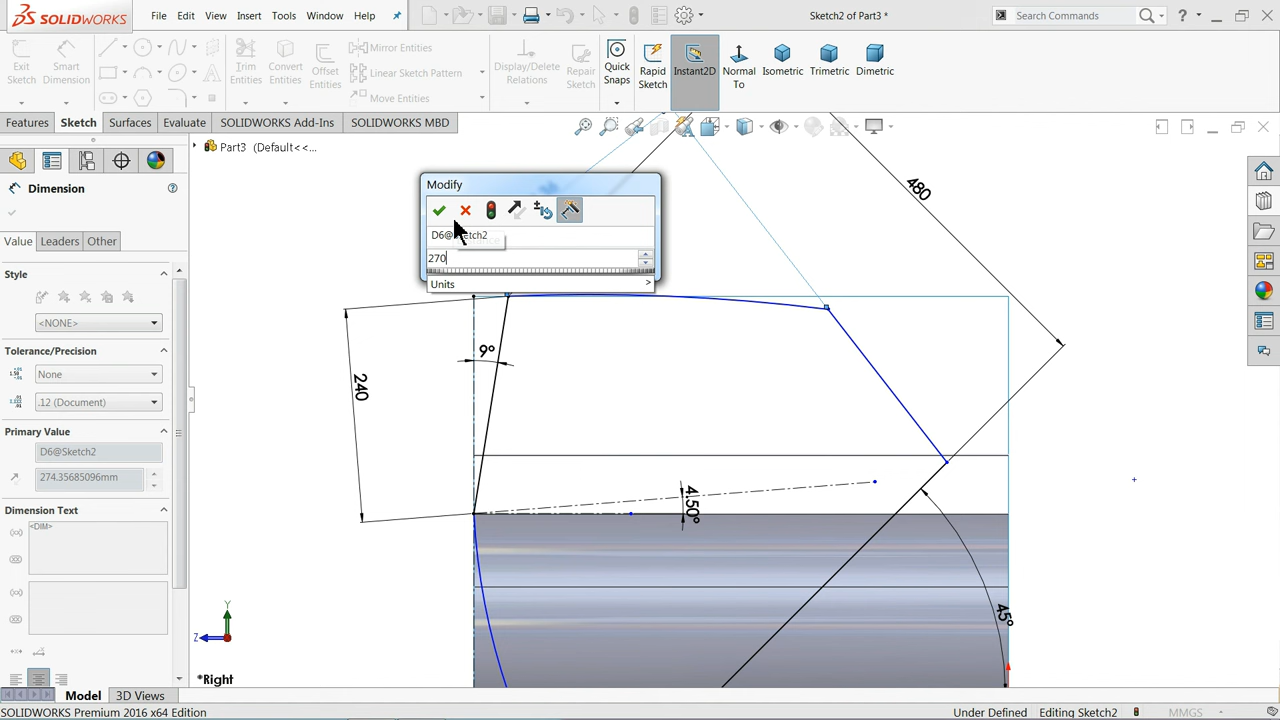 SOLIDWORKS
File Edit View Insert Tools Window Help
Sketch2 of Part3 *
Search Commands
?
Exit Sketch
Smart Dimension
Trim Entities
Convert Entities
Offset Entities
Mirror Entities
Linear Sketch Pattern
Move Entities
Display/Delete Relations
Repair Sketch
Quick Snaps
Rapid Sketch
Instant2D
Normal To
Isometric
Trimetric
Dimetric
Features Sketch Surfaces Evaluate SOLIDWORKS Add-Ins SOLIDWORKS MBD
Part3 (Default<<...
Dimension
Value Leaders Other
Style
<NONE>
Tolerance/Precision
None
.12 (Document)
Primary Value
D6@Sketch2
274.35685096mm
Dimension Text
<DIM>
Modify
D6@Sketch2
270
Units >
480
240
9°
4.50°
45°
Y
Z
*Right
Model 3D Views
SOLIDWORKS Premium 2016 x64 Edition
Under Defined Editing Sketch2 MMGS